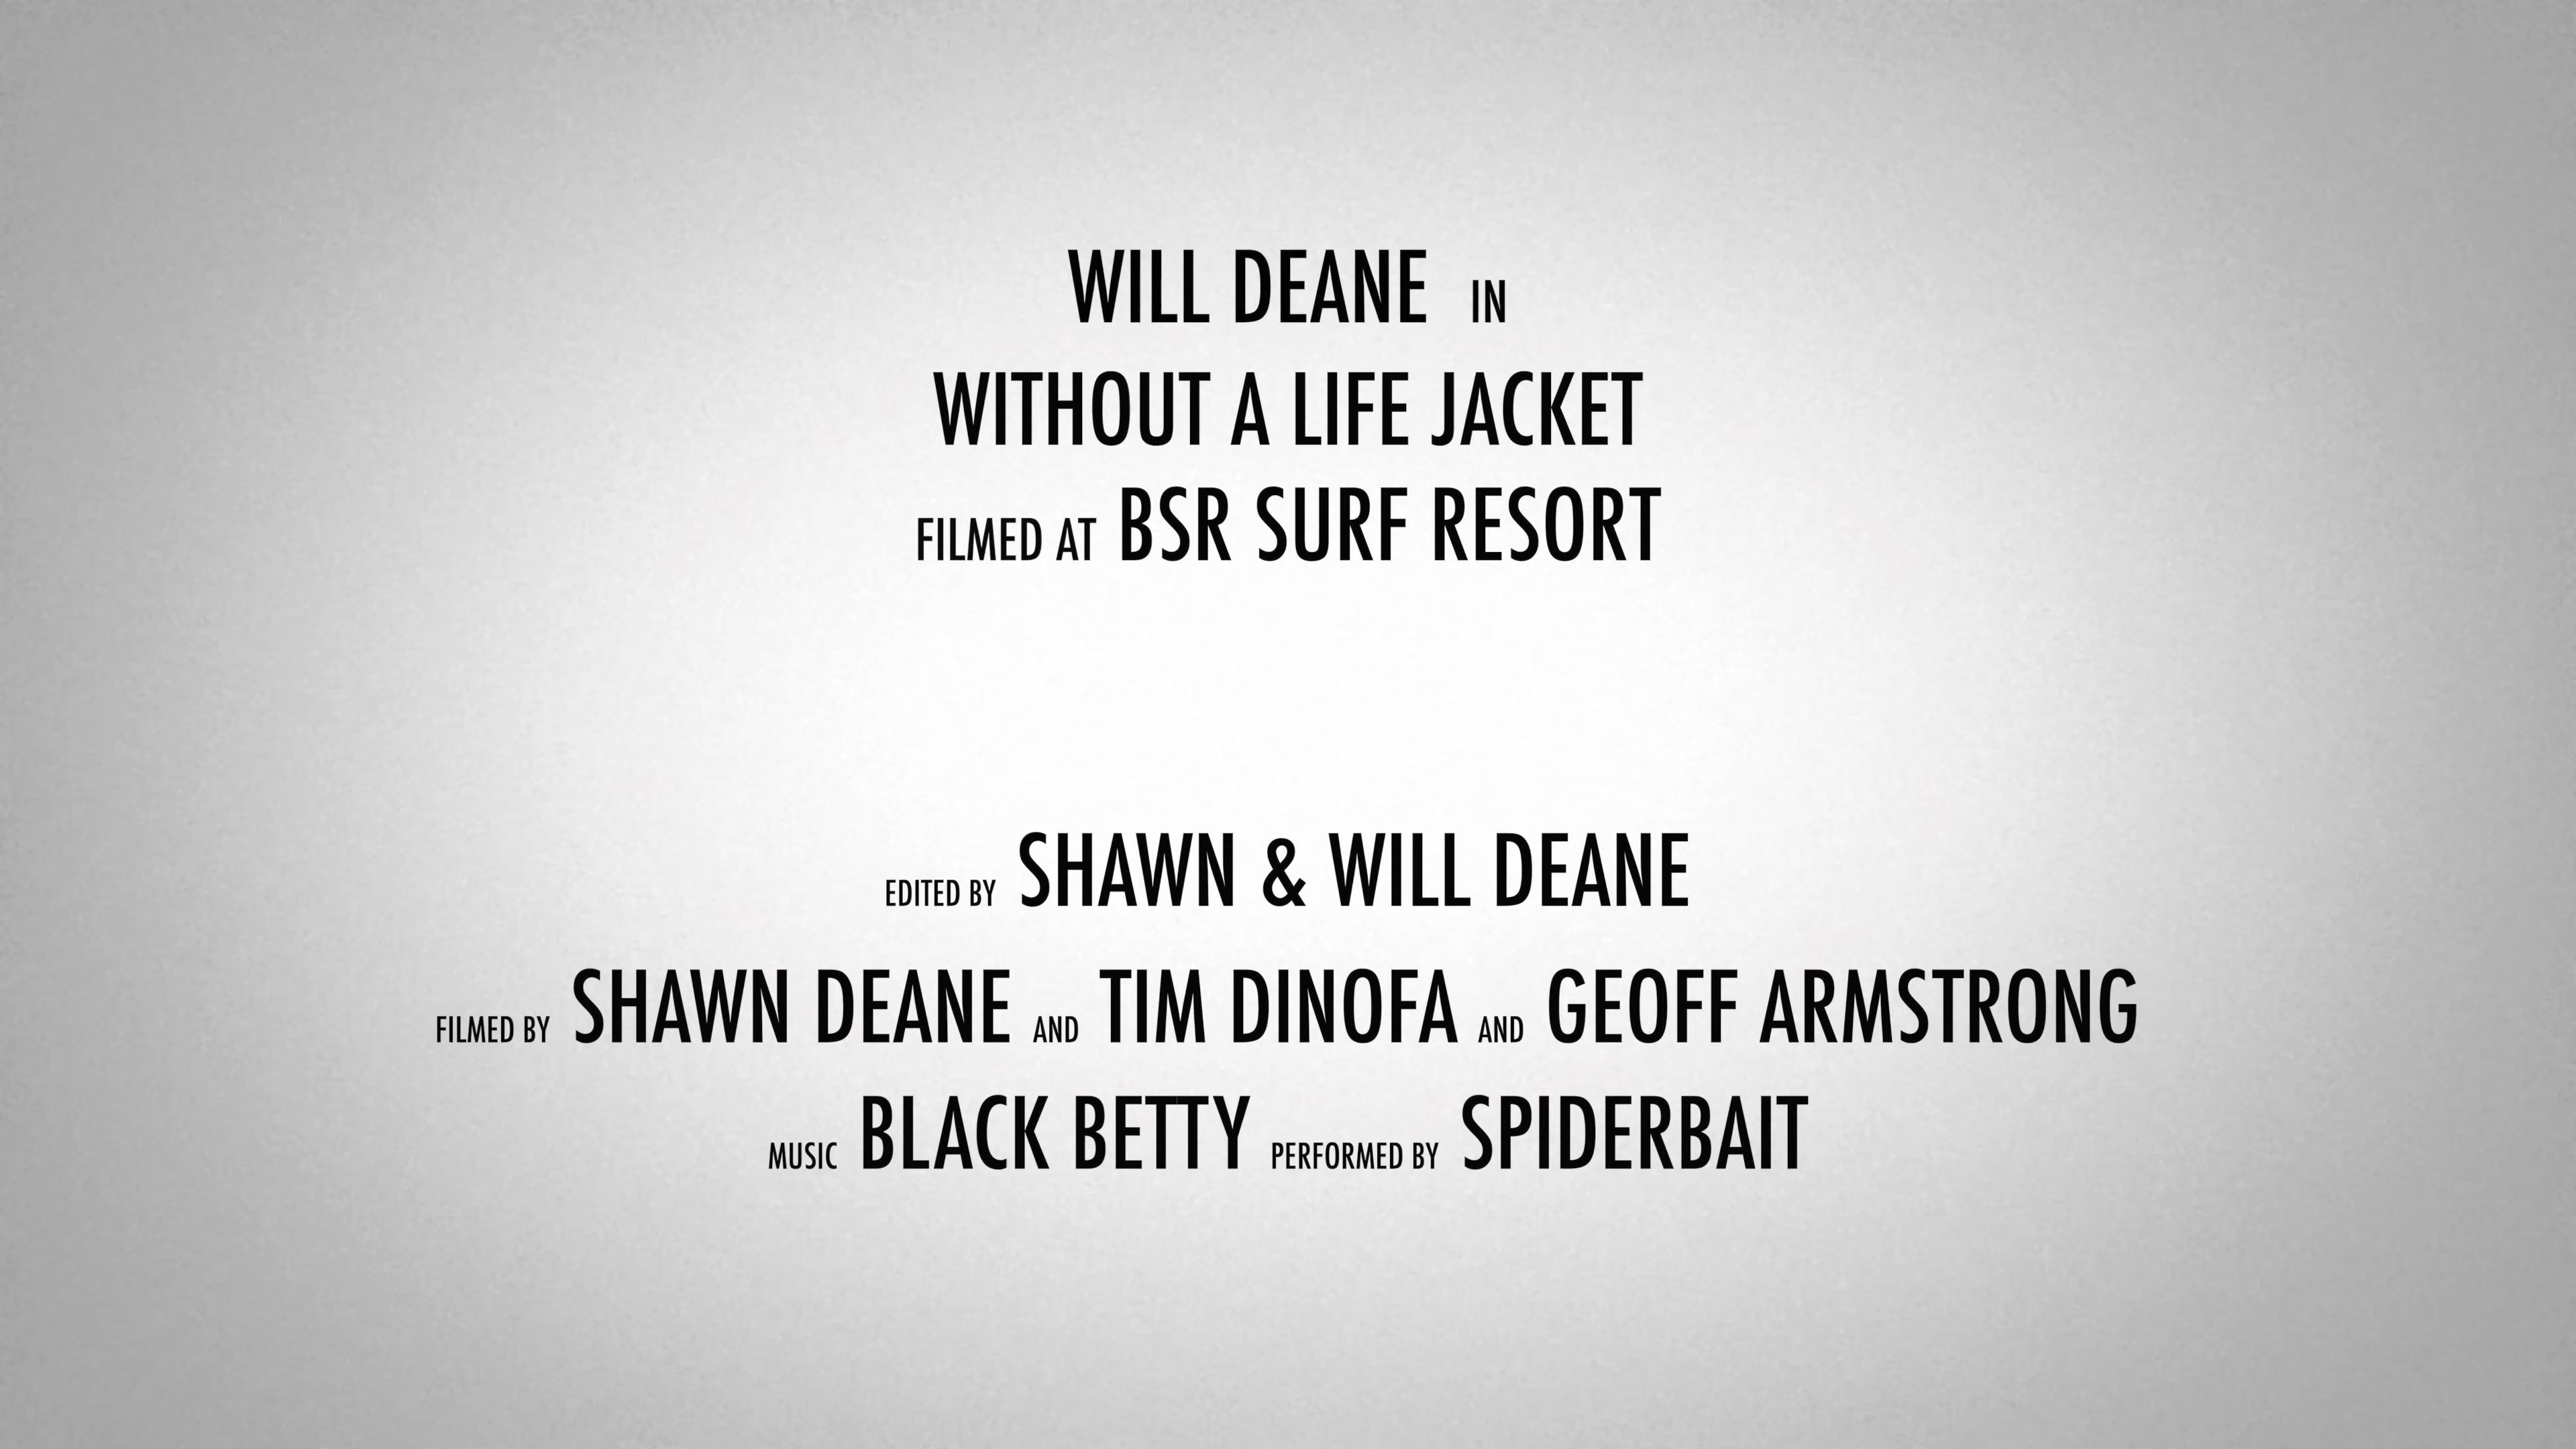 WILL DEANE IN
WITHOUT A LIFE JACKET
FILMED AT BSR SURF RESORT
EDITED BY SHAWN & WILL DEANE
FILMED BY SHAWN DEANE AND TIM DINOFA AND GEOFF ARMSTRONG
MUSIC BLACK BETTY PERFORMED BY SPIDERBAIT